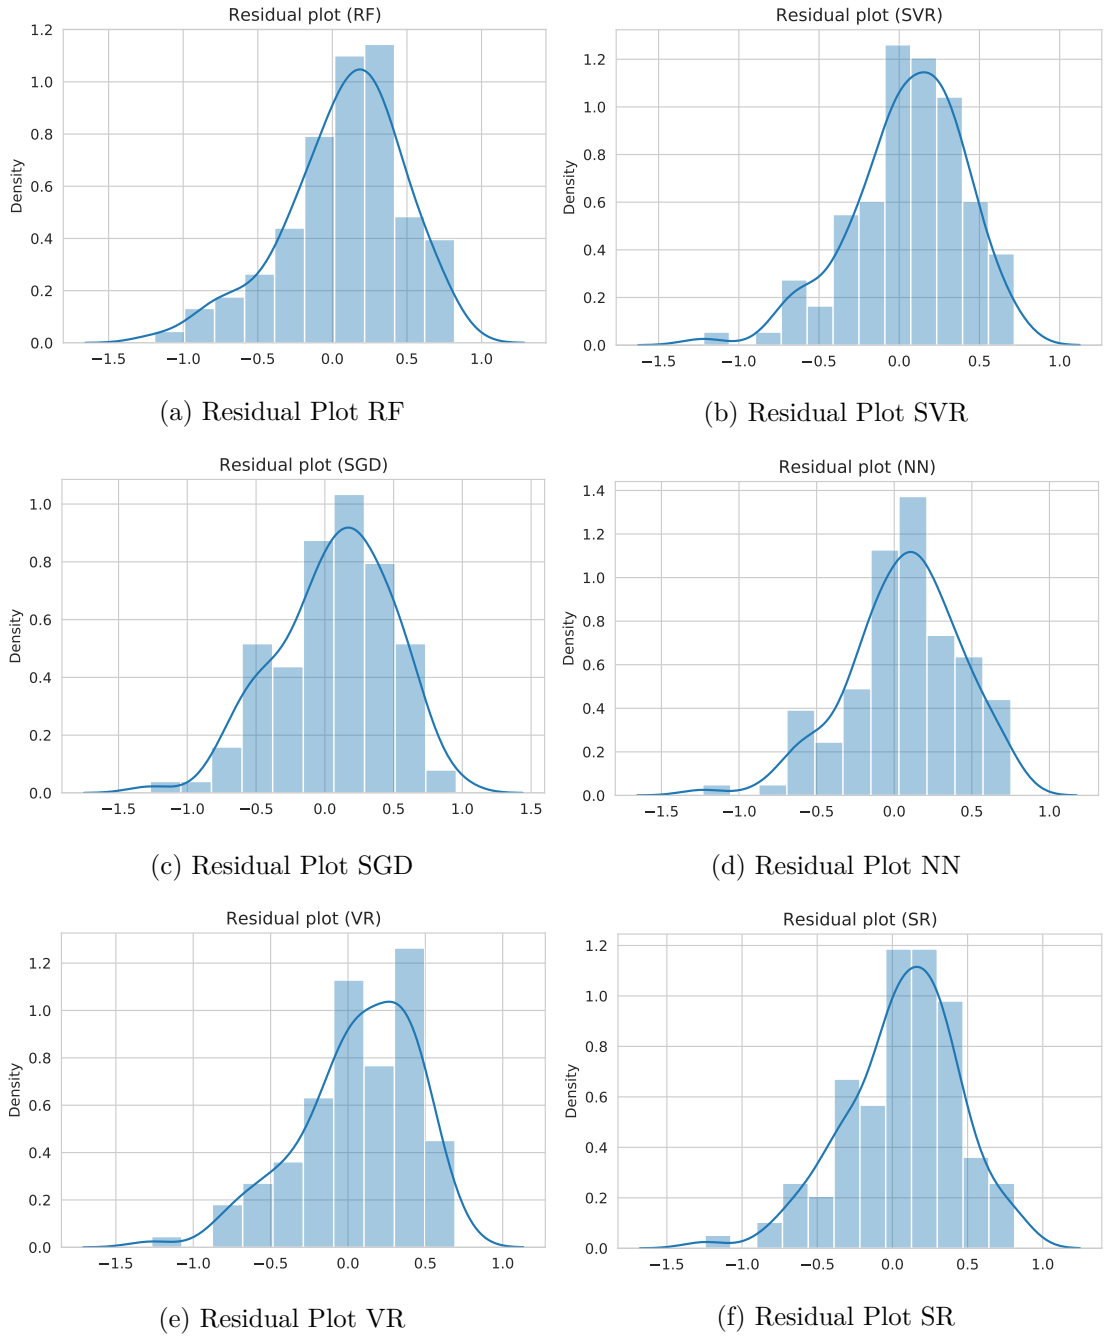 Residual plot (RF)
1.2
1.0
0.8
0.6
0.4
0.2
0.0
Density
−1.5 −1.0 −0.5 0.0 0.5 1.0
(a) Residual Plot RF
Residual plot (SVR)
1.2
1.0
0.8
0.6
0.4
0.2
0.0
Density
−1.5 −1.0 −0.5 0.0 0.5 1.0
(b) Residual Plot SVR
Residual plot (SGD)
1.0
0.8
0.6
0.4
0.2
0.0
Density
−1.5 −1.0 −0.5 0.0 0.5 1.0 1.5
(c) Residual Plot SGD
Residual plot (NN)
1.4
1.2
1.0
0.8
0.6
0.4
0.2
0.0
Density
−1.5 −1.0 −0.5 0.0 0.5 1.0
(d) Residual Plot NN
Residual plot (VR)
1.2
1.0
0.8
0.6
0.4
0.2
0.0
Density
−1.5 −1.0 −0.5 0.0 0.5 1.0
(e) Residual Plot VR
Residual plot (SR)
1.2
1.0
0.8
0.6
0.4
0.2
0.0
Density
−1.5 −1.0 −0.5 0.0 0.5 1.0
(f) Residual Plot SR